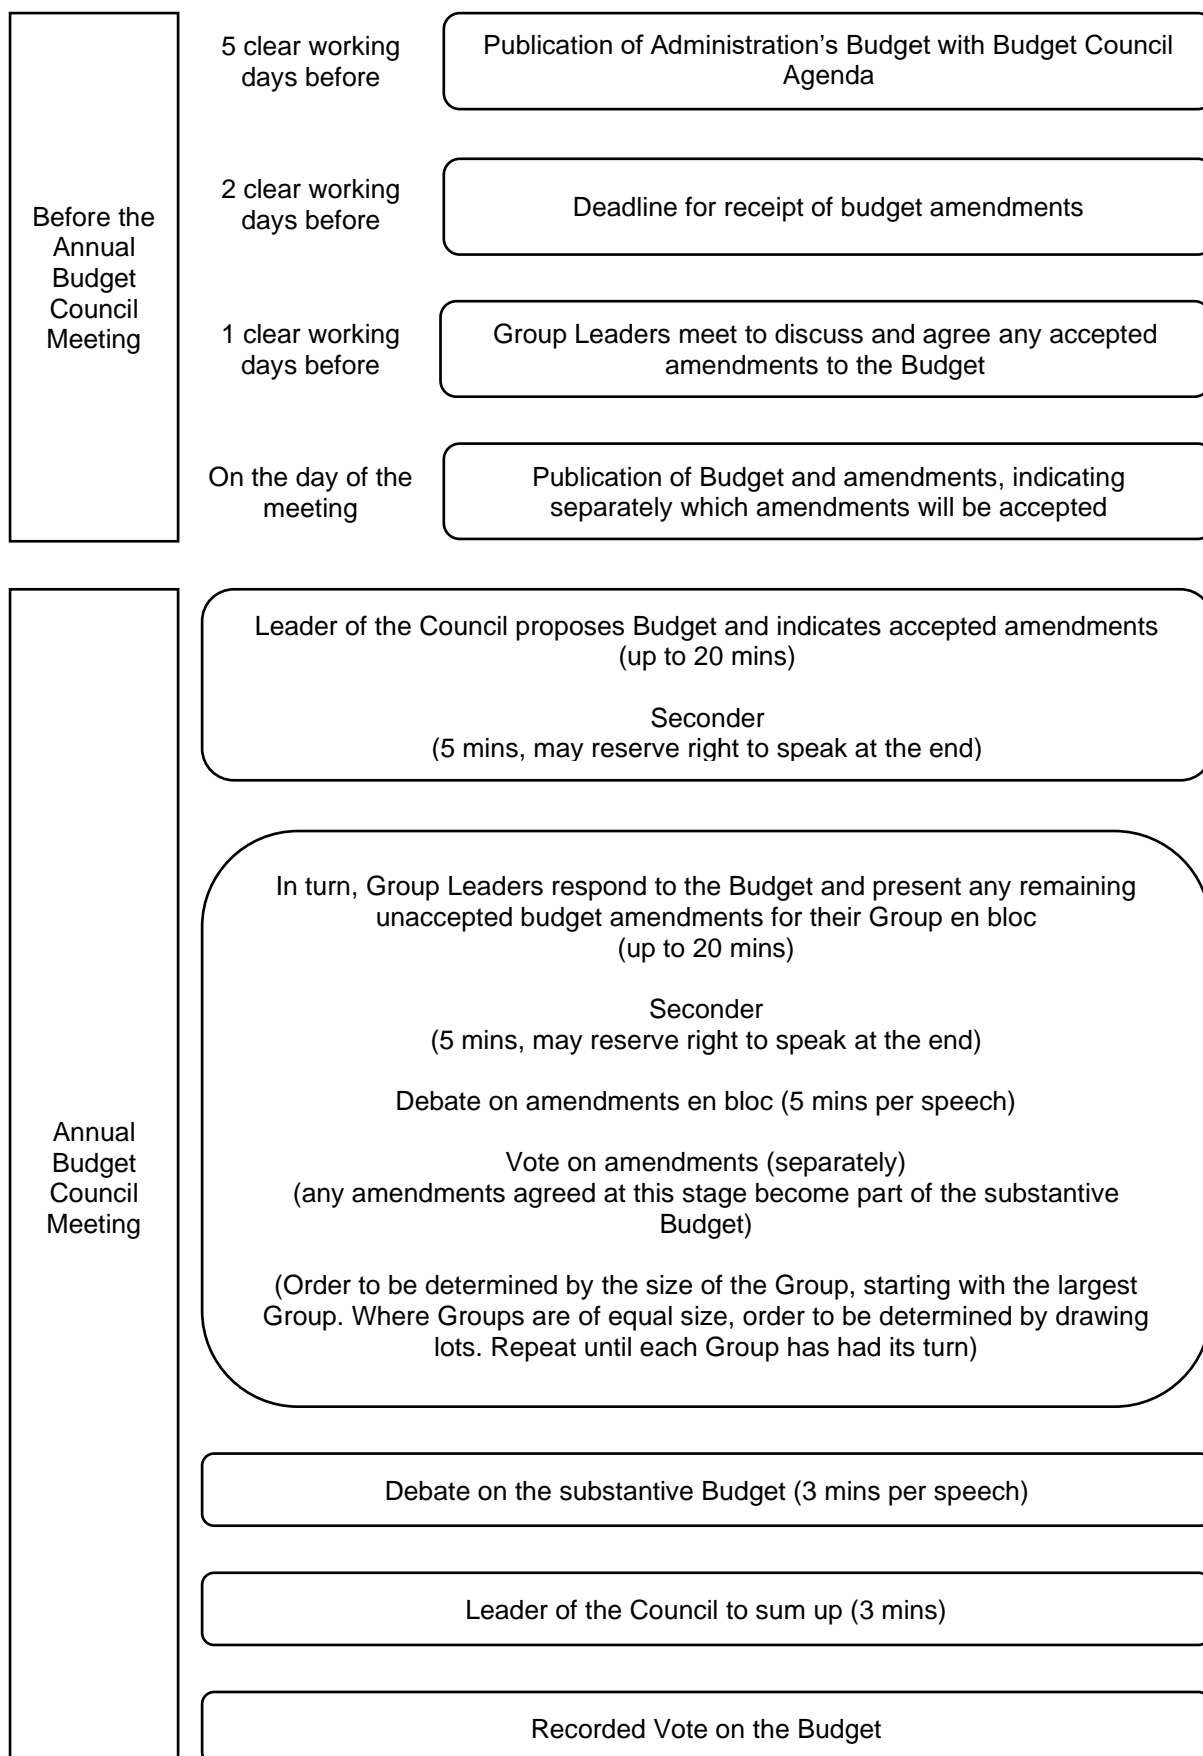 Before the
Annual
Budget
Council
Meeting
5 clear working
days before
Publication of Administration’s Budget with Budget Council
Agenda
2 clear working
days before
Deadline for receipt of budget amendments
1 clear working
days before
Group Leaders meet to discuss and agree any accepted
amendments to the Budget
On the day of the
meeting
Publication of Budget and amendments, indicating
separately which amendments will be accepted
Annual
Budget
Council
Meeting
Leader of the Council proposes Budget and indicates accepted amendments
(up to 20 mins)
Seconder
(5 mins, may reserve right to speak at the end)
In turn, Group Leaders respond to the Budget and present any remaining
unaccepted budget amendments for their Group en bloc
(up to 20 mins)
Seconder
(5 mins, may reserve right to speak at the end)
Debate on amendments en bloc (5 mins per speech)
Vote on amendments (separately)
(any amendments agreed at this stage become part of the substantive
Budget)
(Order to be determined by the size of the Group, starting with the largest
Group. Where Groups are of equal size, order to be determined by drawing
lots. Repeat until each Group has had its turn)
Debate on the substantive Budget (3 mins per speech)
Leader of the Council to sum up (3 mins)
Recorded Vote on the Budget